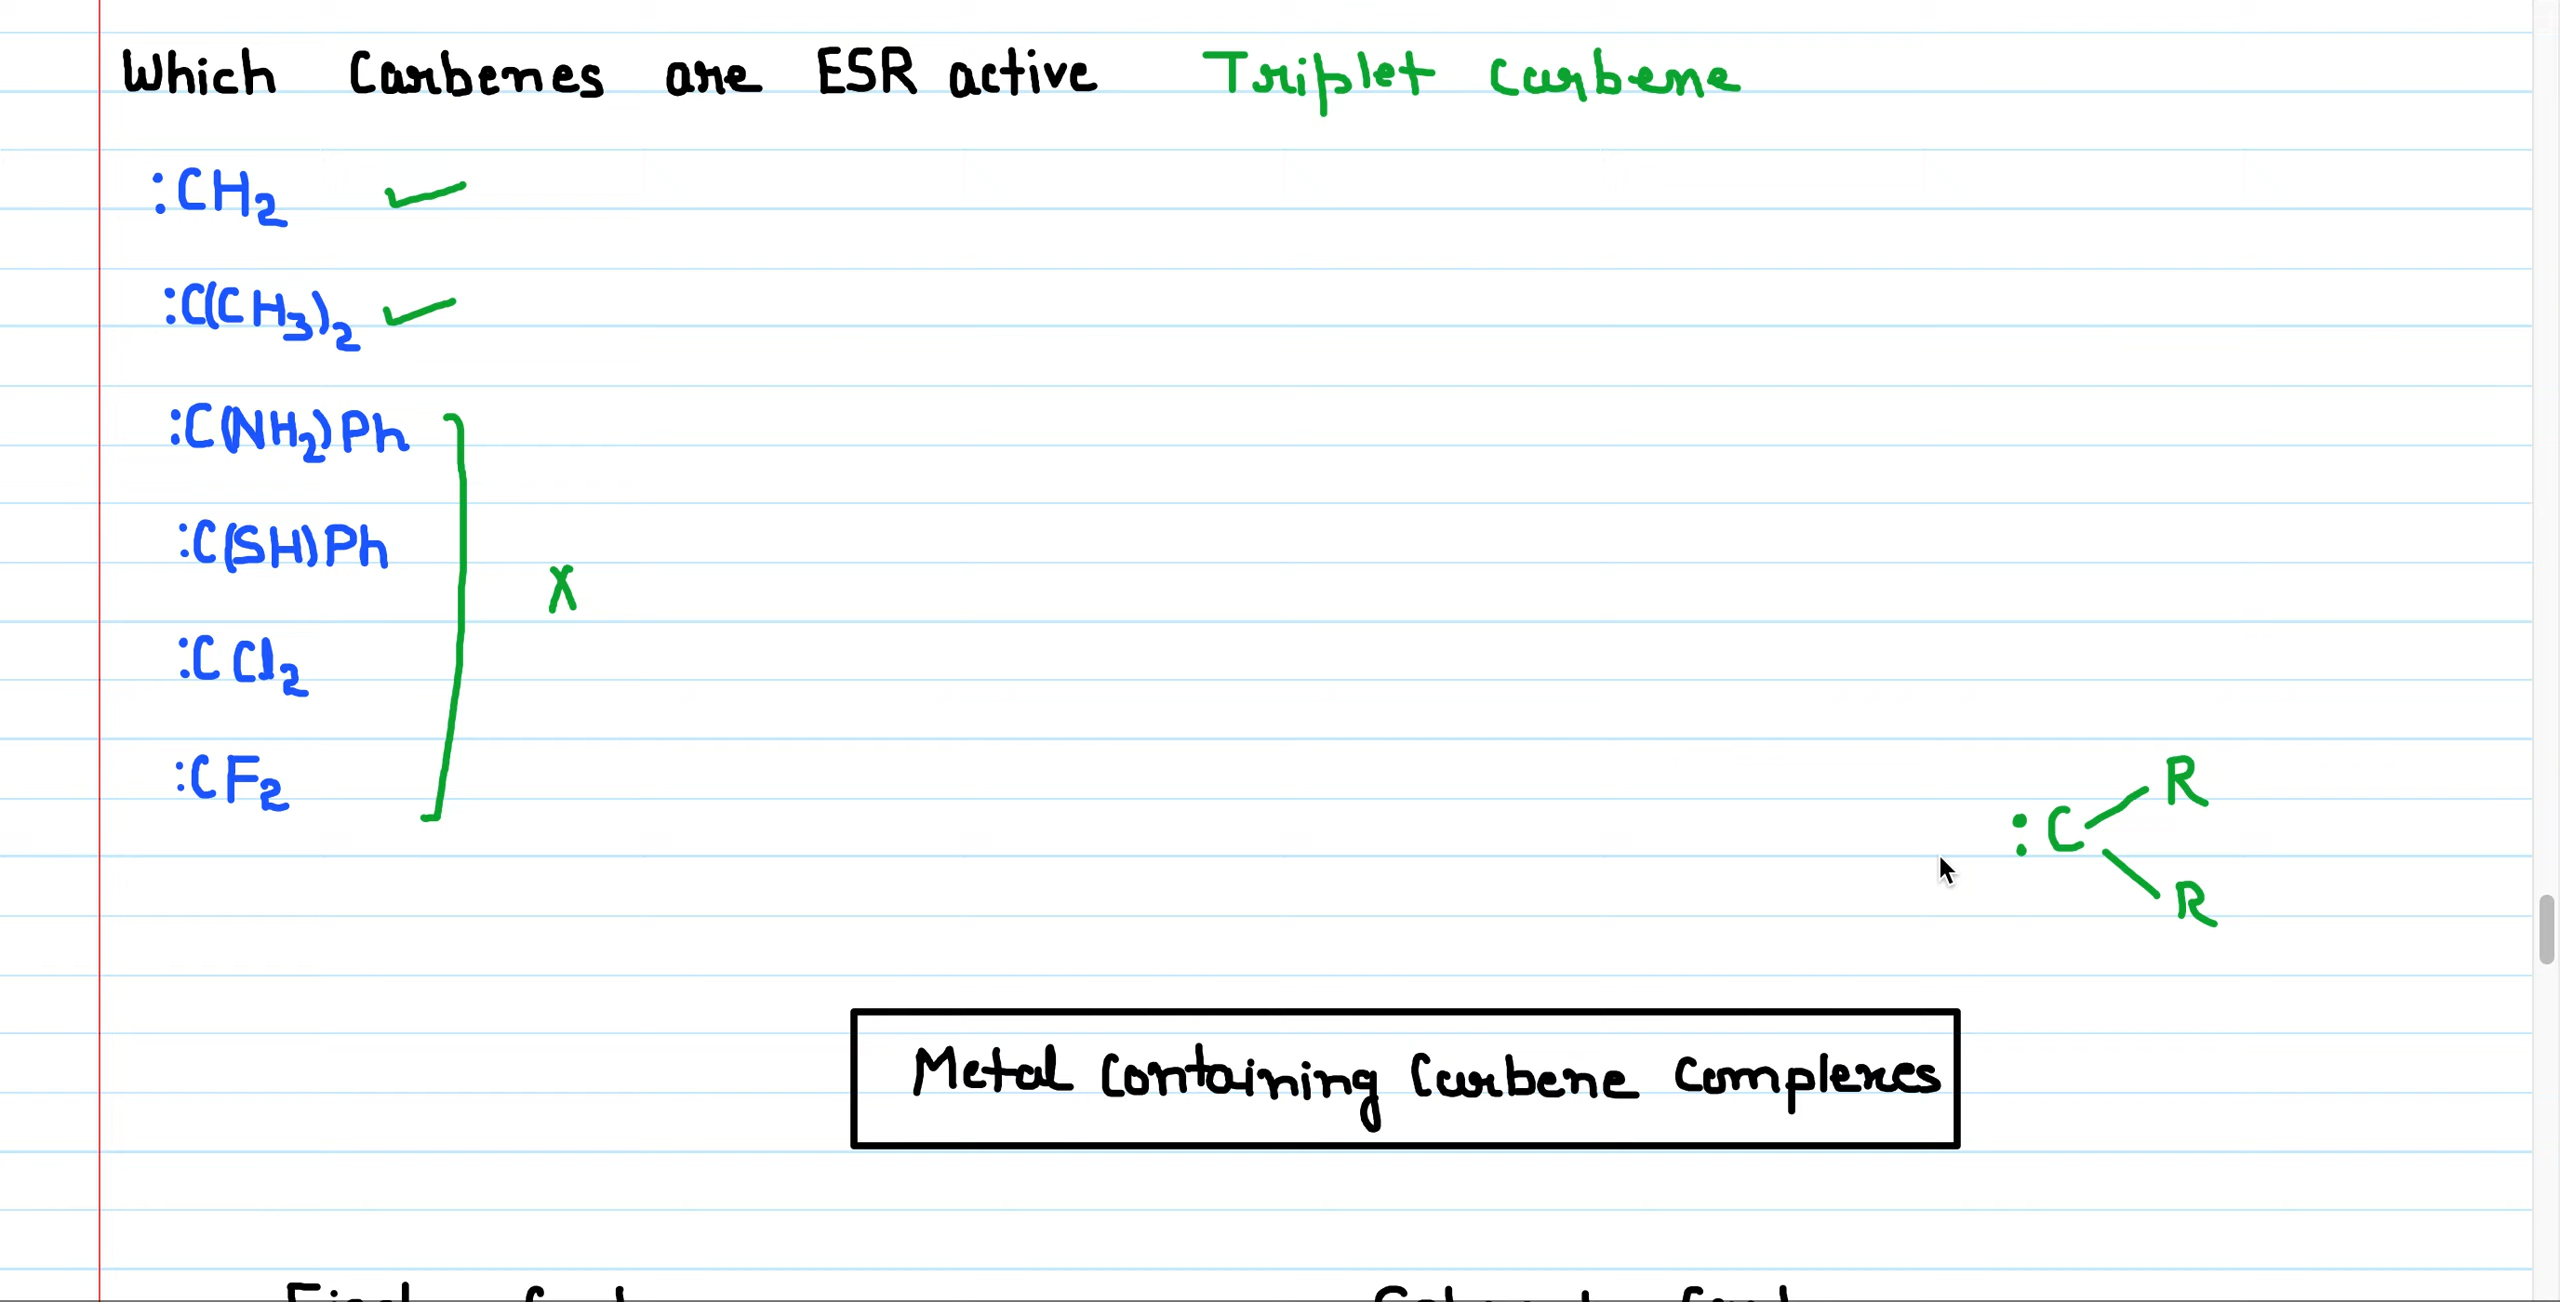 Which Carbenes are ESR active Triplet Carbene
:CH₂ ✓
:C(CH₃)₂ ✓
:C(NH₂)Ph
:C(SH)Ph
X
:CCl₂
:CF₂
R
:C
R
Metal Containing Carbene Complexes